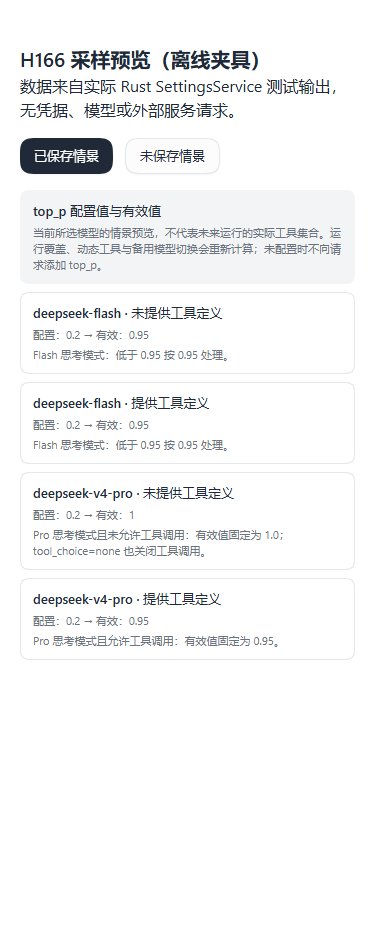 H166 采样预览（离线夹具）
数据来自实际 Rust SettingsService 测试输出，
无凭据、模型或外部服务请求。
已保存情景
未保存情景
top_p 配置值与有效值
当前所选模型的情景预览，不代表未来运行的实际工具集合。运
行覆盖、动态工具与备用模型切换会重新计算；未配置时不向请
求添加 top_p。
deepseek-flash · 未提供工具定义
配置：0.2 → 有效：0.95
Flash 思考模式：低于 0.95 按 0.95 处理。
deepseek-flash · 提供工具定义
配置：0.2 → 有效：0.95
Flash 思考模式：低于 0.95 按 0.95 处理。
deepseek-v4-pro · 未提供工具定义
配置：0.2 → 有效：1
Pro 思考模式且未允许工具调用：有效值固定为 1.0；
tool_choice=none 也关闭工具调用。
deepseek-v4-pro · 提供工具定义
配置：0.2 → 有效：0.95
Pro 思考模式且允许工具调用：有效值固定为 0.95。